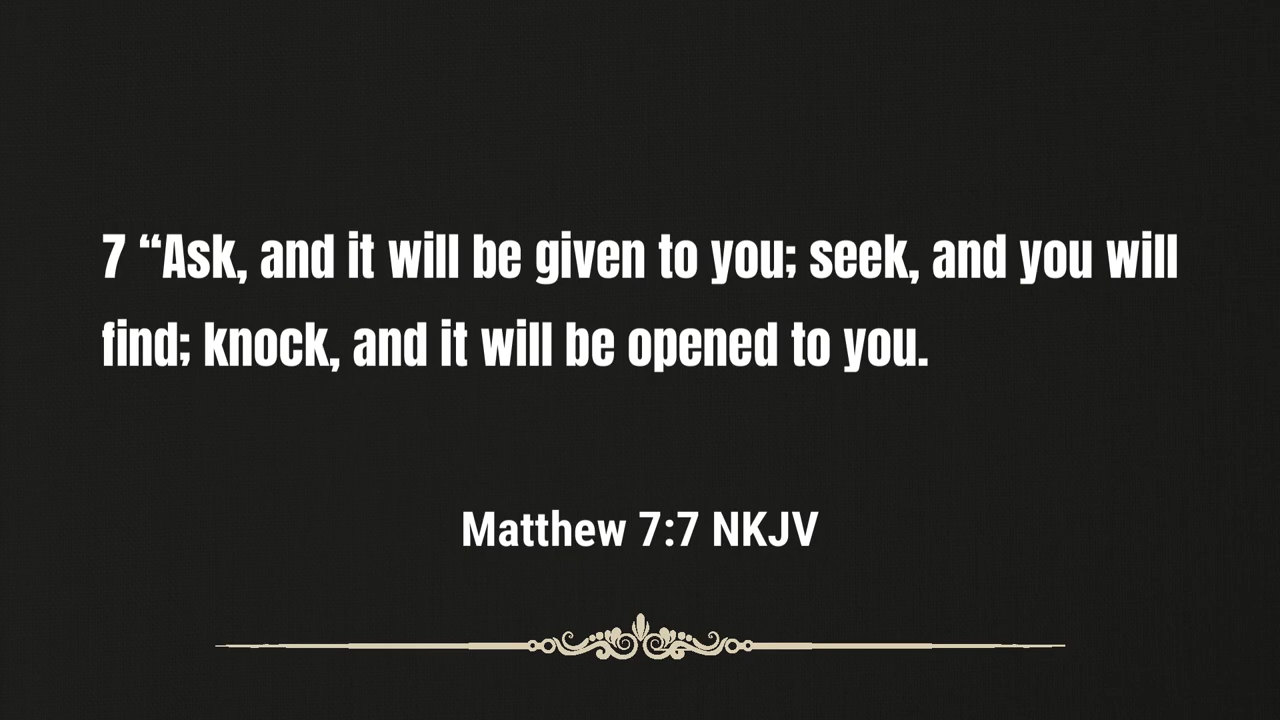 7 “Ask, and it will be given to you; seek, and you will
find; knock, and it will be opened to you.
Matthew 7:7 NKJV